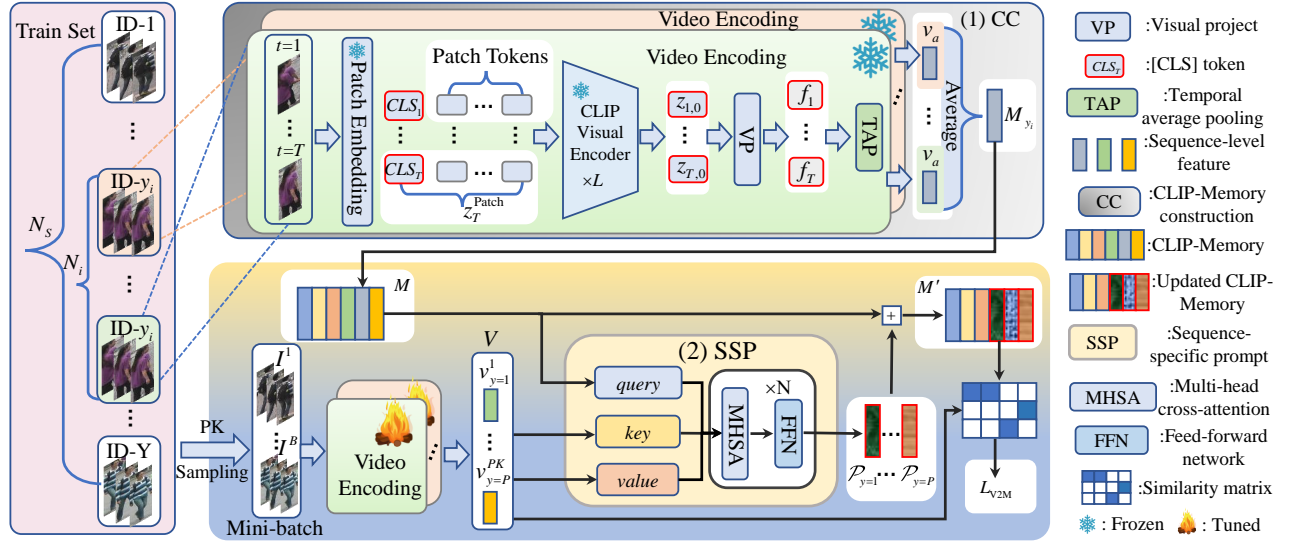 Train Set
ID-1
ID-y_i
N_S
N_i
ID-y_i
ID-Y
PK
Sampling
Video Encoding
(1) CC
Video Encoding
t=1
t=T
Patch Embedding
Patch Tokens
CLS_1
CLS_T
z_T^Patch
CLIP
Visual
Encoder
×L
z_{1,0}
z_{T,0}
VP
f_1
f_T
TAP
v_a
v_a
Average
M_{y_i}
M
M′
I^1
I^B
Mini-batch
Video
Encoding
V
v^1_{y=1}
v^{PK}_{y=P}
(2) SSP
query
key
value
MHSA
×N
FFN
+
P_{y=1} ... P_{y=P}
L_{V2M}
VP :Visual project
CLS_T :[CLS] token
TAP :Temporal
average pooling
:Sequence-level
feature
CC :CLIP-Memory
construction
:CLIP-Memory
:Updated CLIP-
Memory
SSP :Sequence-
specific prompt
MHSA :Multi-head
cross-attention
FFN :Feed-forward
network
:Similarity matrix
: Frozen : Tuned